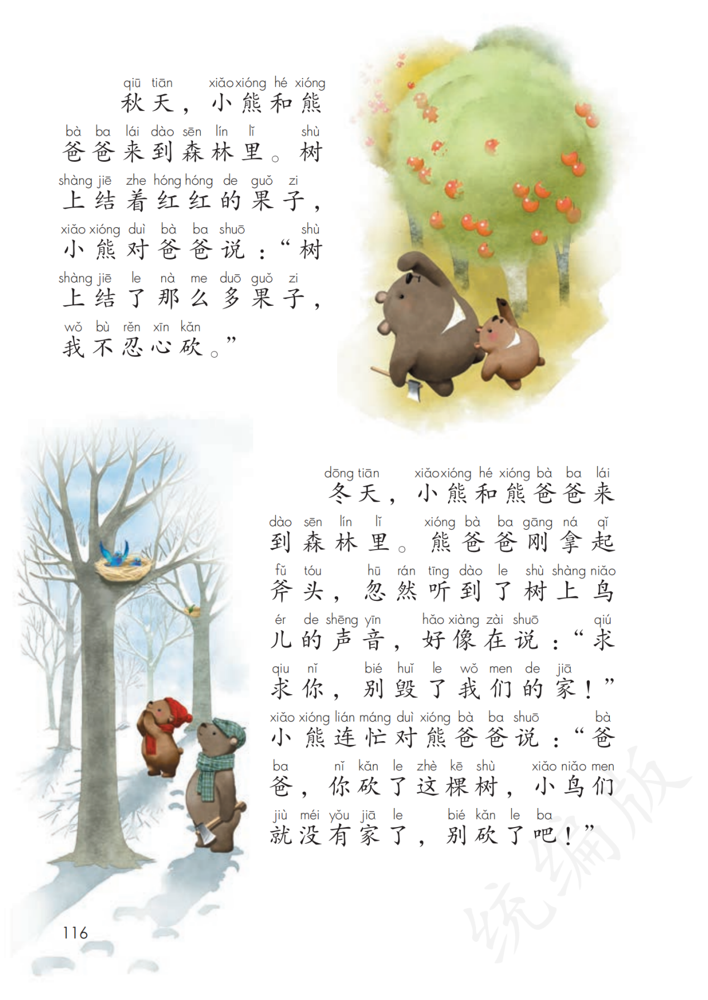 qiū tiān xiǎo xióng hé xióng
秋天，小熊和熊
bà ba lái dào sēn lín lǐ shù
爸爸来到森林里。树
shàng jiē zhe hóng hóng de guǒ zi
上结着红红的果子，
xiǎo xióng duì bà ba shuō shù
小熊对爸爸说：“树
shàng jiē le nà me duō guǒ zi
上结了那么多果子，
wǒ bù rěn xīn kǎn
我不忍心砍。”
dōng tiān xiǎo xióng hé xióng bà ba lái
冬天，小熊和熊爸爸来
dào sēn lín lǐ xióng bà ba gāng ná qǐ
到森林里。熊爸爸刚拿起
fǔ tóu hū rán tīng dào le shù shàng niǎo
斧头，忽然听到了树上鸟
ér de shēng yīn hǎo xiàng zài shuō qiú
儿的声音，好像在说：“求
qiu nǐ bié huǐ le wǒ men de jiā
求你，别毁了我们的家！”
xiǎo xióng lián máng duì xióng bà ba shuō bà
小熊连忙对熊爸爸说：“爸
ba nǐ kǎn le zhè kē shù xiǎo niǎo men
爸，你砍了这棵树，小鸟们
jiù méi yǒu jiā le bié kǎn le ba
就没有家了，别砍了吧！”
116
统编版